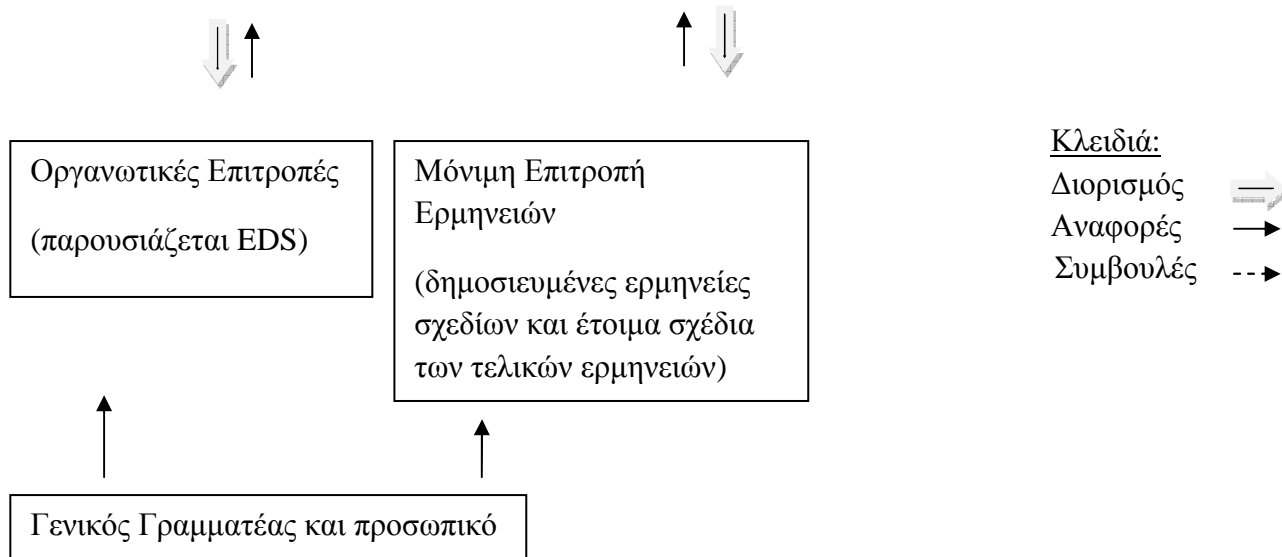 Οργανωτικές Επιτροπές
(παρουσιάζεται EDS)
Μόνιμη Επιτροπή
Ερμηνειών
(δημοσιευμένες ερμηνείες
σχεδίων και έτοιμα σχέδια
των τελικών ερμηνειών)
Κλειδιά:
Διορισμός
Αναφορές
Συμβουλές
Γενικός Γραμματέας και προσωπικό